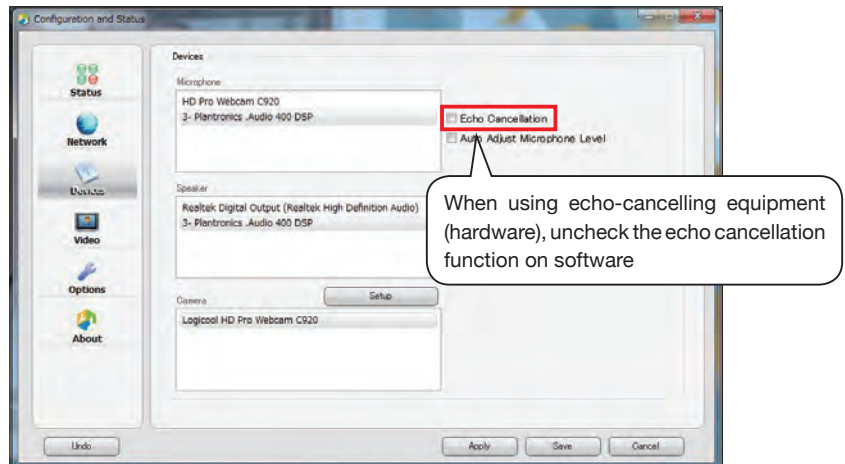 Configuration and Status
Status
Network
Devices
Video
Options
About
Devices
Microphone
HD Pro Webcam C920
3- Plantronics .Audio 400 DSP
Echo Cancellation
Auto Adjust Microphone Level
Speaker
Realtek Digital Output (Realtek High Definition Audio)
3- Plantronics .Audio 400 DSP
When using echo-cancelling equipment
(hardware), uncheck the echo cancellation
function on software
Camera
Setup
Logicool HD Pro Webcam C920
Undo
Apply
Save
Cancel